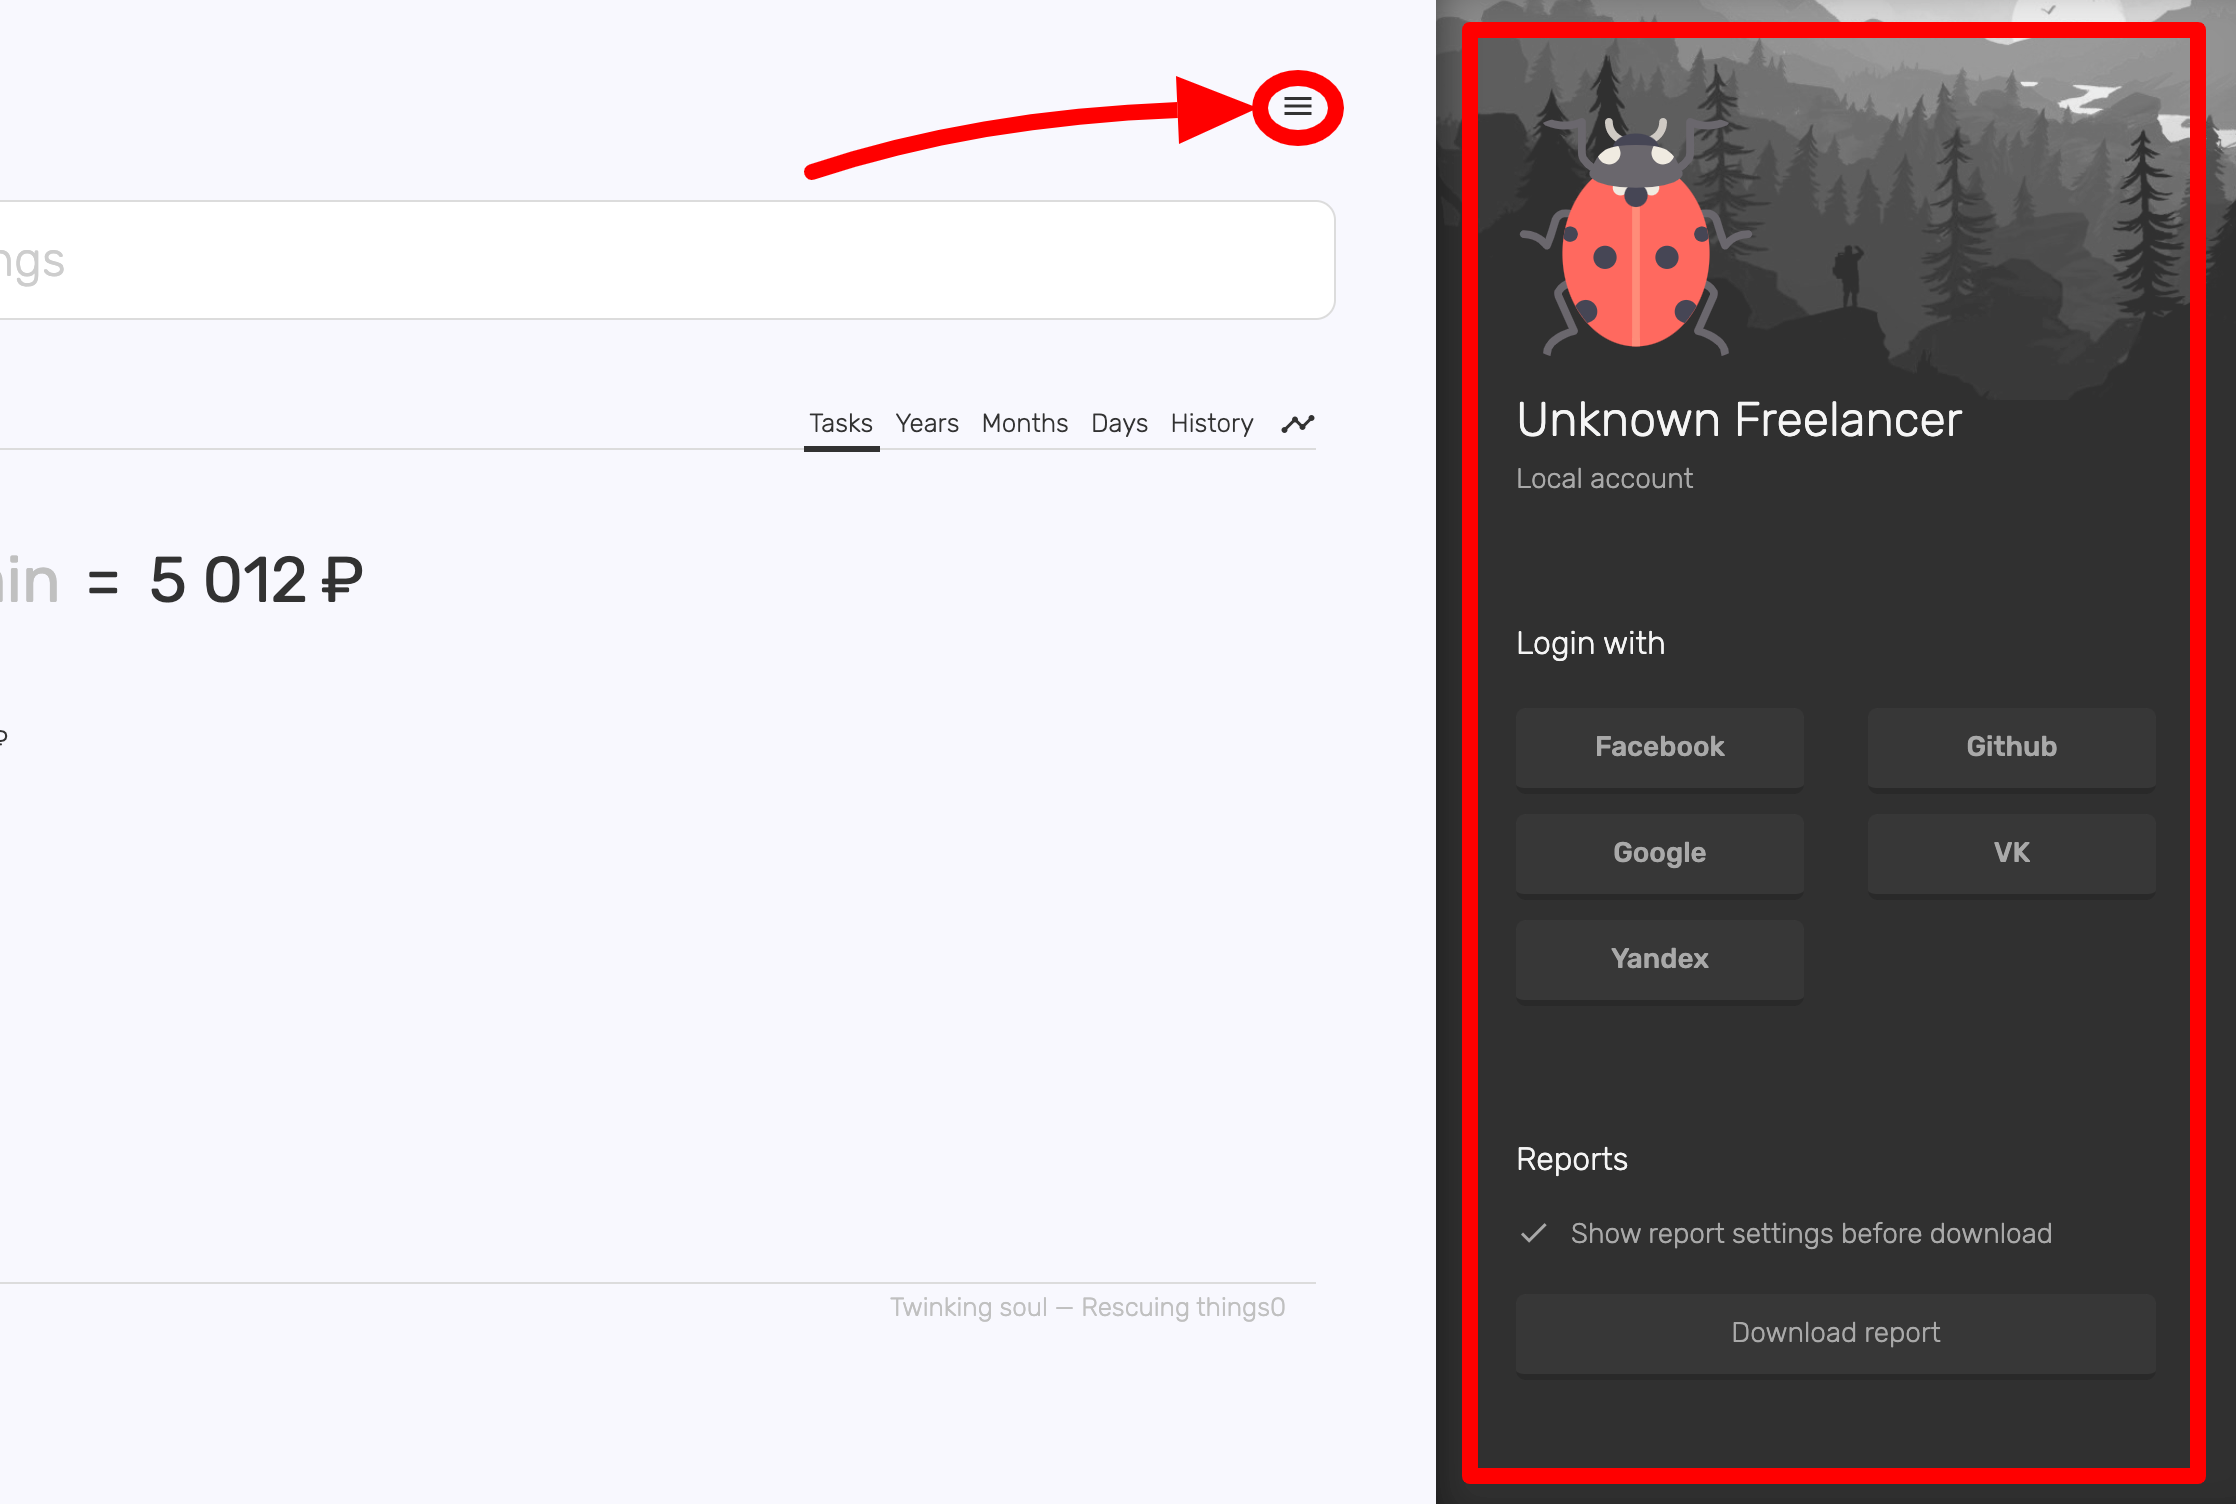 ngs
Tasks Years Months Days History
in = 5 012 ₽
₽
Twinking soul — Rescuing things0
Unknown Freelancer
Local account
Login with
Facebook Github
Google VK
Yandex
Reports
Show report settings before download
Download report